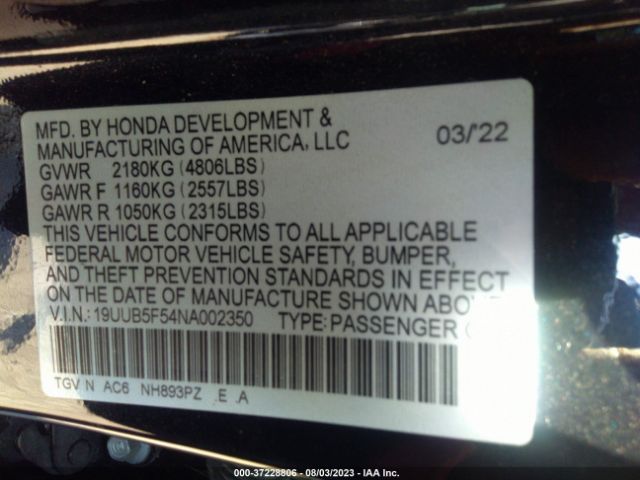 MFD. BY HONDA DEVELOPMENT & 03/'22
MANUFACTURING OF AMERICA, LLC
GVWR 2180KG (4806LBS)
GAWR F 1160KG (2557LBS)
GAWR R 1050KG (2315LBS)
THIS VEHICLE CONFORMS TO ALL APPLICABLE
FEDERAL MOTOR VEHICLE SAFETY, BUMPER,
AND THEFT PREVENTION STANDARDS IN EFFECT
ON THE DATE OF MANUFACTURE SHOWN
V.I.N.: 19UUB5F54NA002350 TYPE: PASSENGER
TGV N AC6 NH893PZ E A
000-37228806 - 08/03/2023 - IAA Inc.